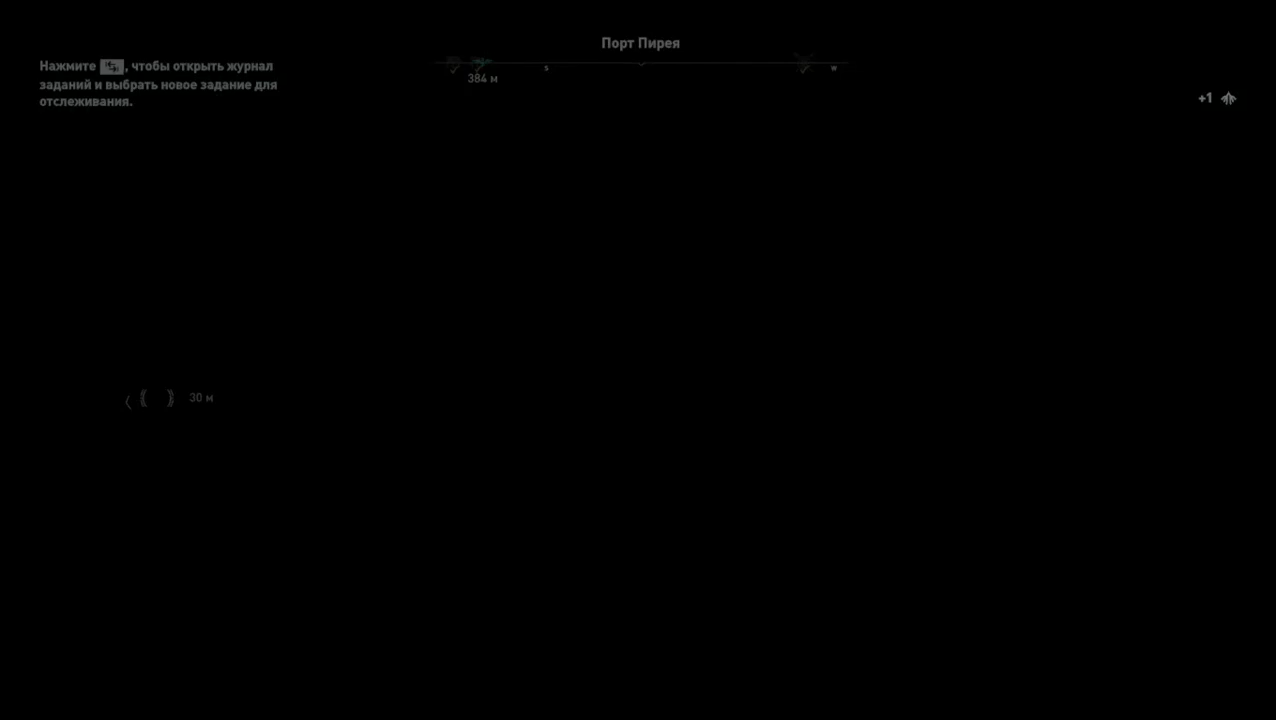 Порт Пирея
Нажмите , чтобы открыть журнал
заданий и выбрать новое задание для
отслеживания.
S
W
384 м
+1
30 м